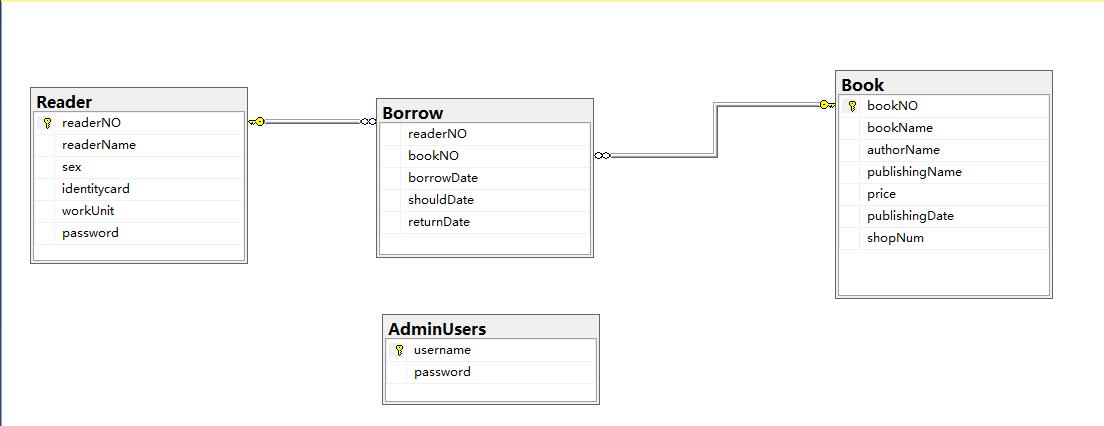 Reader
readerNO
readerName
sex
identitycard
workUnit
password
Borrow
readerNO
bookNO
borrowDate
shouldDate
returnDate
Book
bookNO
bookName
authorName
publishingName
price
publishingDate
shopNum
AdminUsers
username
password